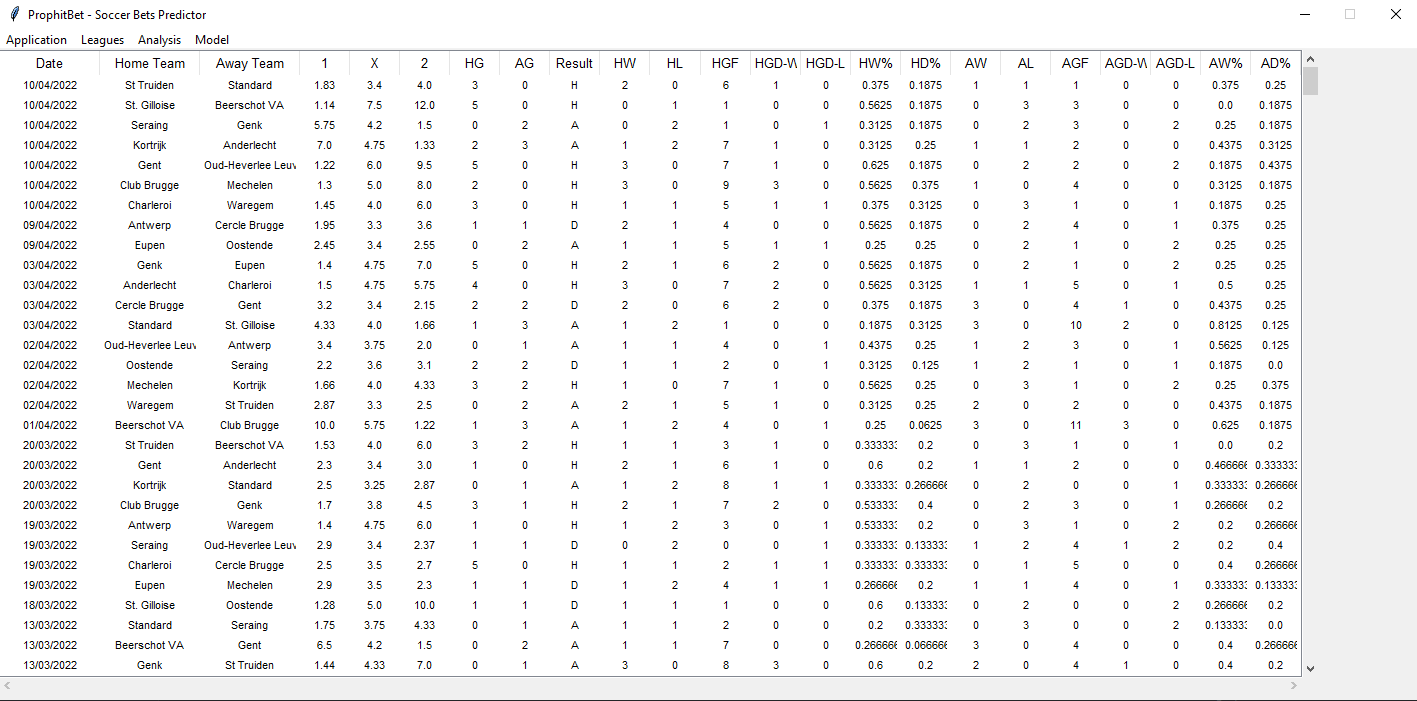 ProphitBet - Soccer Bets Predictor
Application Leagues Analysis Model
Date Home Team Away Team 1 X 2 HG AG Result HW HL HGF HGD-W HGD-L HW% HD% AW AL AGF AGD-W AGD-L AW% AD%
10/04/2022 St Truiden Standard 1.83 3.4 4.0 3 0 H 2 0 6 1 0 0.375 0.1875 1 1 1 0 0 0.375 0.25
10/04/2022 St. Gilloise Beerschot VA 1.14 7.5 12.0 5 0 H 0 1 1 0 0 0.5625 0.1875 0 3 3 0 0 0.0 0.1875
10/04/2022 Seraing Genk 5.75 4.2 1.5 0 2 A 0 2 1 0 1 0.3125 0.1875 0 2 3 0 2 0.25 0.1875
10/04/2022 Kortrijk Anderlecht 7.0 4.75 1.33 2 3 A 1 2 7 1 1 0.3125 0.25 1 1 2 0 0 0.4375 0.3125
10/04/2022 Gent Oud-Heverlee Leuv 1.22 6.0 9.5 5 0 H 3 0 7 1 0 0.625 0.1875 0 2 2 0 2 0.1875 0.4375
10/04/2022 Club Brugge Mechelen 1.3 5.0 8.0 2 0 H 3 0 9 3 0 0.5625 0.375 1 0 4 0 0 0.3125 0.1875
10/04/2022 Charleroi Waregem 1.45 4.0 6.0 3 0 H 1 1 5 1 1 0.375 0.3125 0 3 1 0 1 0.1875 0.25
09/04/2022 Antwerp Cercle Brugge 1.95 3.3 3.6 1 1 D 2 1 4 0 0 0.5625 0.1875 0 2 4 0 1 0.375 0.25
09/04/2022 Eupen Oostende 2.45 3.4 2.55 0 2 A 1 1 5 1 1 0.25 0.25 0 2 1 0 2 0.25 0.25
03/04/2022 Genk Eupen 1.4 4.75 7.0 5 0 H 2 1 6 2 0 0.5625 0.1875 0 2 1 0 2 0.25 0.25
03/04/2022 Anderlecht Charleroi 1.5 4.75 5.75 4 0 H 3 0 7 2 0 0.5625 0.3125 1 1 5 0 1 0.5 0.25
03/04/2022 Cercle Brugge Gent 3.2 3.4 2.15 2 2 D 2 0 6 2 0 0.375 0.1875 3 0 4 1 0 0.4375 0.25
03/04/2022 Standard St. Gilloise 4.33 4.0 1.66 1 3 A 1 2 1 0 0 0.1875 0.3125 3 0 10 2 0 0.8125 0.125
02/04/2022 Oud-Heverlee Leuv Antwerp 3.4 3.75 2.0 0 1 A 1 1 4 0 1 0.4375 0.25 1 2 3 0 1 0.5625 0.125
02/04/2022 Oostende Seraing 2.2 3.6 3.1 2 2 D 1 1 2 0 1 0.3125 0.125 1 2 1 0 1 0.1875 0.0
02/04/2022 Mechelen Kortrijk 1.66 4.0 4.33 3 2 H 1 0 7 1 0 0.5625 0.25 0 3 1 0 2 0.25 0.375
02/04/2022 Waregem St Truiden 2.87 3.3 2.5 0 2 A 2 1 5 1 0 0.3125 0.25 2 0 2 0 0 0.4375 0.1875
01/04/2022 Beerschot VA Club Brugge 10.0 5.75 1.22 1 3 A 1 2 4 0 1 0.25 0.0625 3 0 11 3 0 0.625 0.1875
20/03/2022 St Truiden Beerschot VA 1.53 4.0 6.0 3 2 H 1 1 3 1 0 0.333333 0.2 0 3 1 0 1 0.0 0.2
20/03/2022 Gent Anderlecht 2.3 3.4 3.0 1 0 H 2 1 6 1 0 0.6 0.2 1 1 2 0 0 0.466666 0.333333
20/03/2022 Kortrijk Standard 2.5 3.25 2.87 0 1 A 1 2 8 1 1 0.333333 0.266666 0 2 0 0 1 0.333333 0.266666
20/03/2022 Club Brugge Genk 1.7 3.8 4.5 3 1 H 2 1 7 2 0 0.533333 0.4 0 2 3 0 1 0.266666 0.2
19/03/2022 Antwerp Waregem 1.4 4.75 6.0 1 0 H 1 2 3 0 1 0.533333 0.2 0 3 1 0 2 0.2 0.266666
19/03/2022 Seraing Oud-Heverlee Leuv 2.9 3.4 2.37 1 1 D 0 2 0 0 1 0.333333 0.133333 1 2 4 1 2 0.2 0.4
19/03/2022 Charleroi Cercle Brugge 2.5 3.5 2.7 5 0 H 1 1 2 1 1 0.333333 0.333333 0 1 5 0 0 0.4 0.266666
19/03/2022 Eupen Mechelen 2.9 3.5 2.3 1 1 D 1 2 4 1 1 0.266666 0.2 1 1 4 0 1 0.333333 0.133333
18/03/2022 St. Gilloise Oostende 1.28 5.0 10.0 1 1 D 1 1 1 0 0 0.6 0.133333 0 2 0 0 2 0.266666 0.2
13/03/2022 Standard Seraing 1.75 3.75 4.33 0 1 A 1 1 2 0 0 0.2 0.333333 0 3 0 0 2 0.133333 0.0
13/03/2022 Beerschot VA Gent 6.5 4.2 1.5 0 2 A 1 1 7 0 0 0.266666 0.066666 3 0 4 0 0 0.4 0.266666
13/03/2022 Genk St Truiden 1.44 4.33 7.0 0 1 A 3 0 8 3 0 0.6 0.2 2 0 4 1 0 0.4 0.2